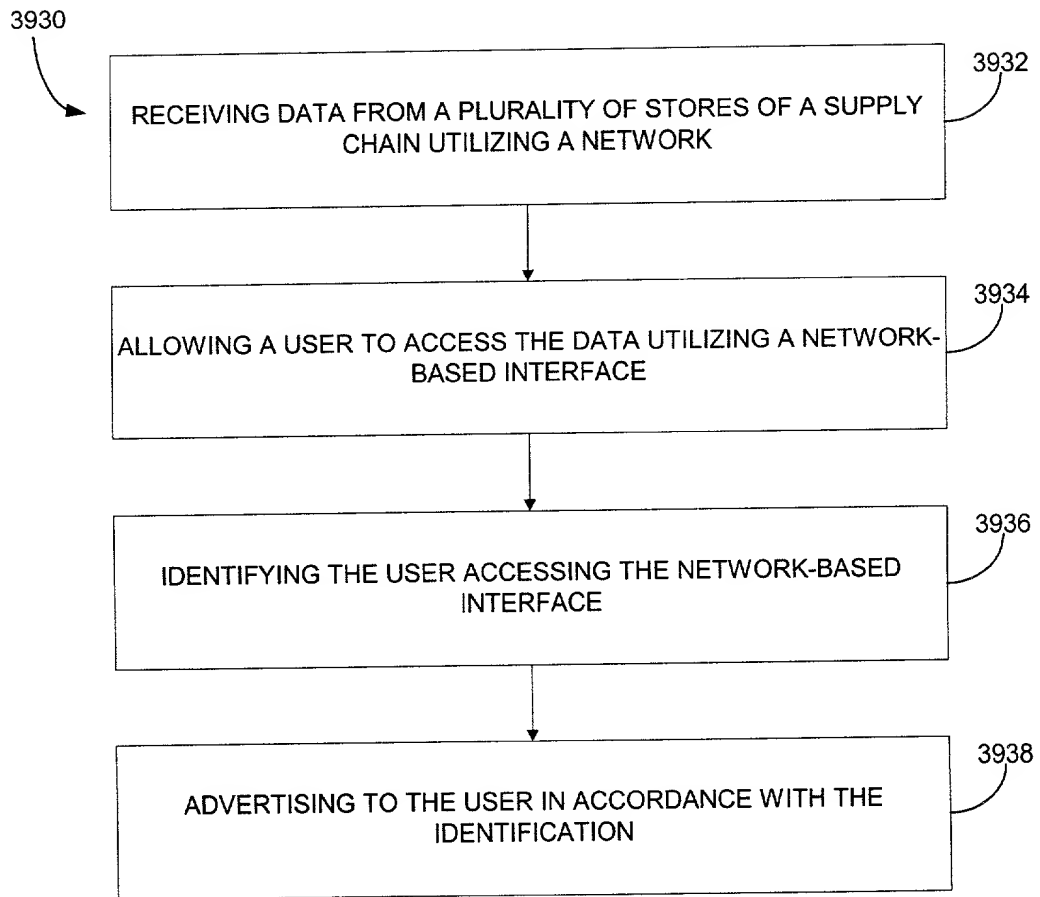 3930
3932
RECEIVING DATA FROM A PLURALITY OF STORES OF A SUPPLY
CHAIN UTILIZING A NETWORK
3934
ALLOWING A USER TO ACCESS THE DATA UTILIZING A NETWORK-
BASED INTERFACE
3936
IDENTIFYING THE USER ACCESSING THE NETWORK-BASED
INTERFACE
3938
ADVERTISING TO THE USER IN ACCORDANCE WITH THE
IDENTIFICATION